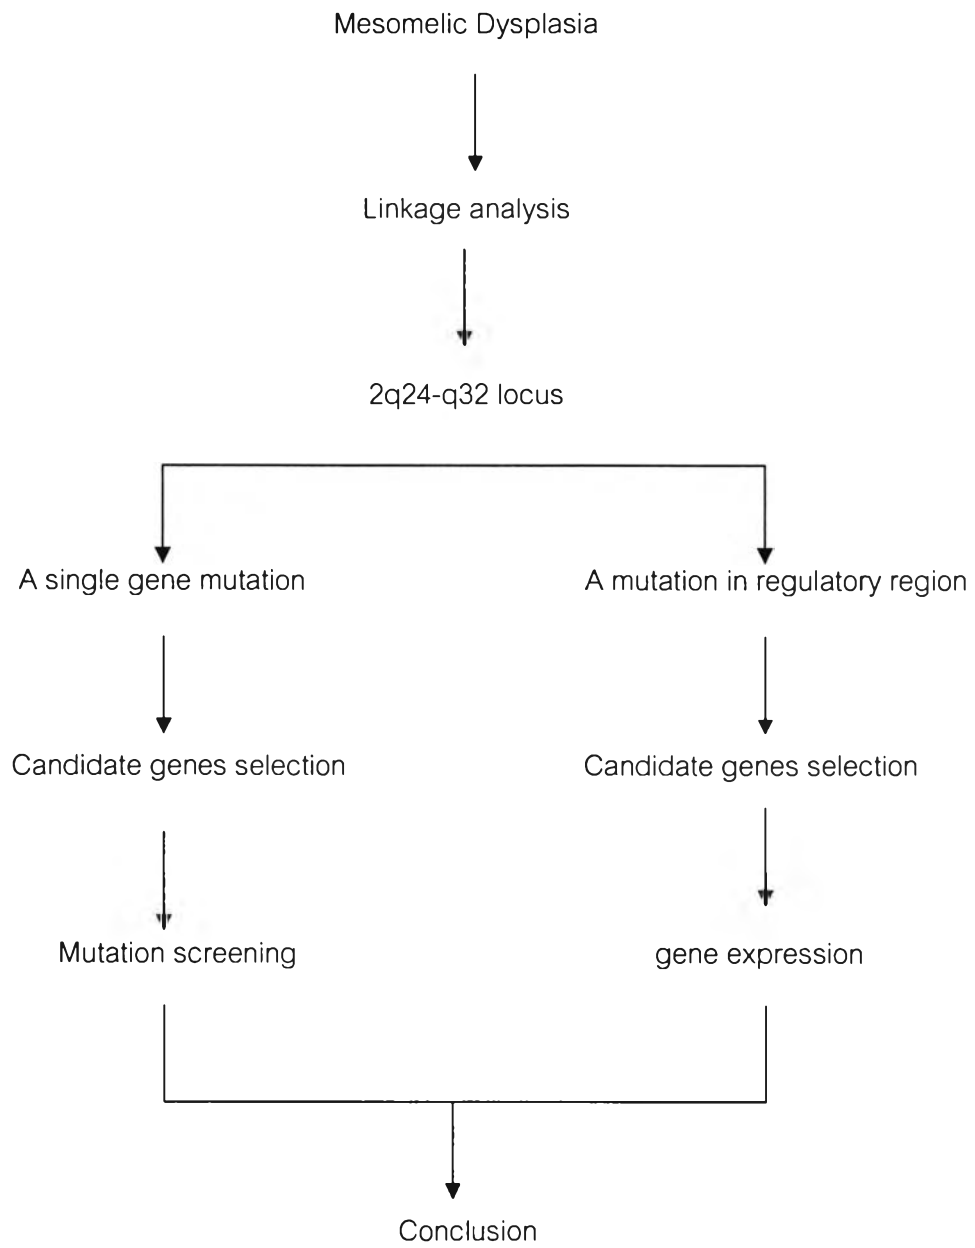 Mesomelic Dysplasia
Linkage analysis
2q24-q32 locus
A single gene mutation
A mutation in regulatory region
Candidate genes selection
Candidate genes selection
Mutation screening
gene expression
Conclusion